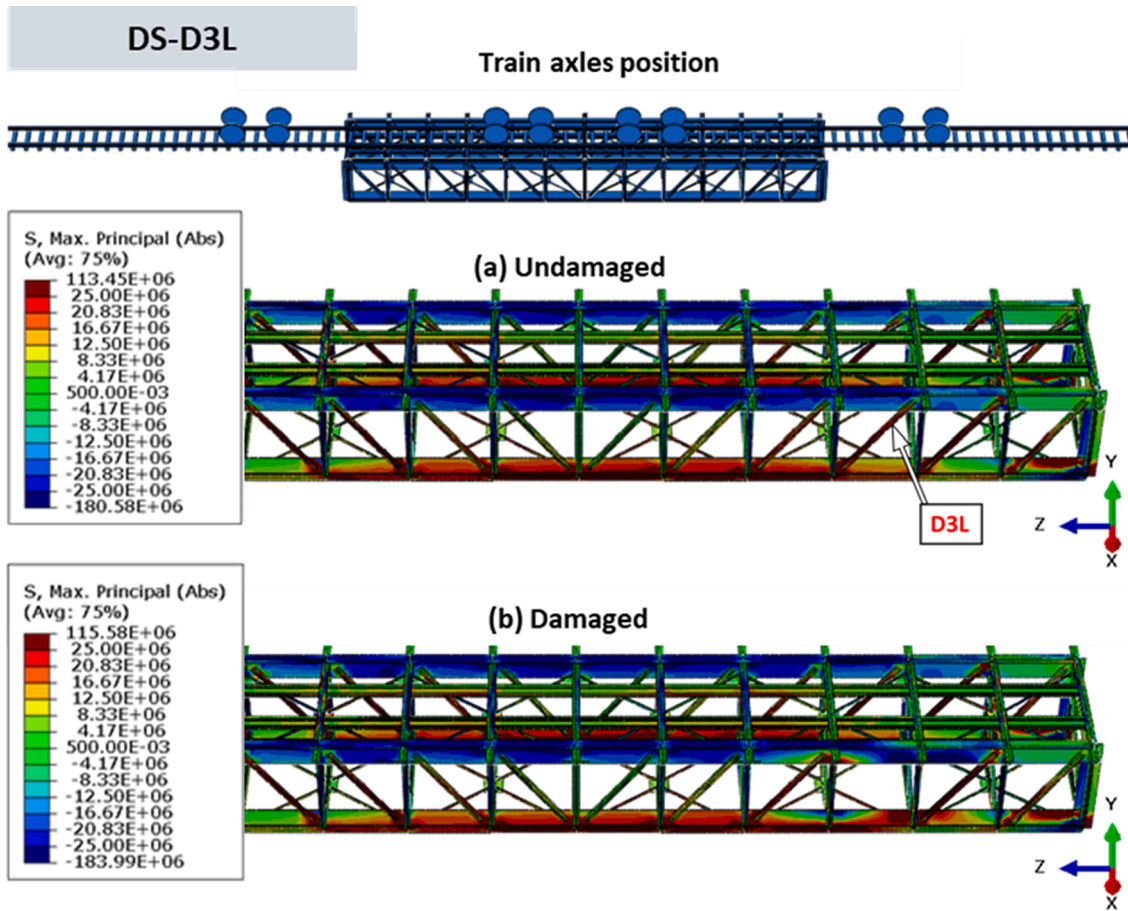 DS-D3L
Train axles position
S, Max. Principal (Abs)
(Avg: 75%)
113.45E+06
25.00E+06
20.83E+06
16.67E+06
12.50E+06
8.33E+06
4.17E+06
500.00E-03
-4.17E+06
-8.33E+06
-12.50E+06
-16.67E+06
-20.83E+06
-25.00E+06
-180.58E+06
(a) Undamaged
D3L
Y
Z
X
S, Max. Principal (Abs)
(Avg: 75%)
115.58E+06
25.00E+06
20.83E+06
16.67E+06
12.50E+06
8.33E+06
4.17E+06
500.00E-03
-4.17E+06
-8.33E+06
-12.50E+06
-16.67E+06
-20.83E+06
-25.00E+06
-183.99E+06
(b) Damaged
Y
Z
X